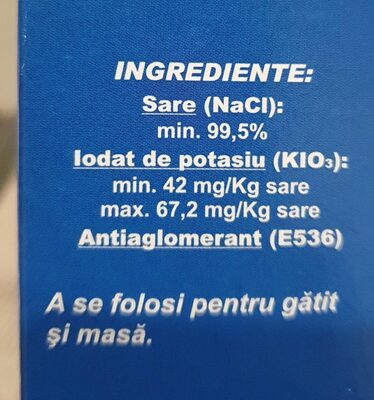 INGREDIENTE:
Sare (NaCl):
min. 99,5%
Iodat de potasiu (KIO₃):
min. 42 mg/Kg sare
max. 67,2 mg/Kg sare
Antiaglomerant (E536)
A se folosi pentru gătit
şi masă.